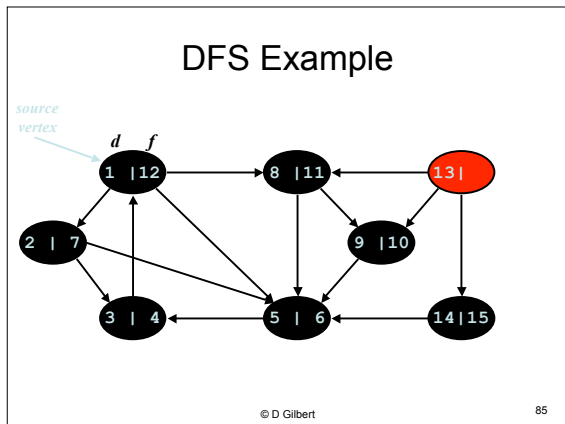 DFS Example
source
vertex
d f
1 |12
8 |11
13|
2 | 7
9 |10
3 | 4
5 | 6
14|15
© D Gilbert
85